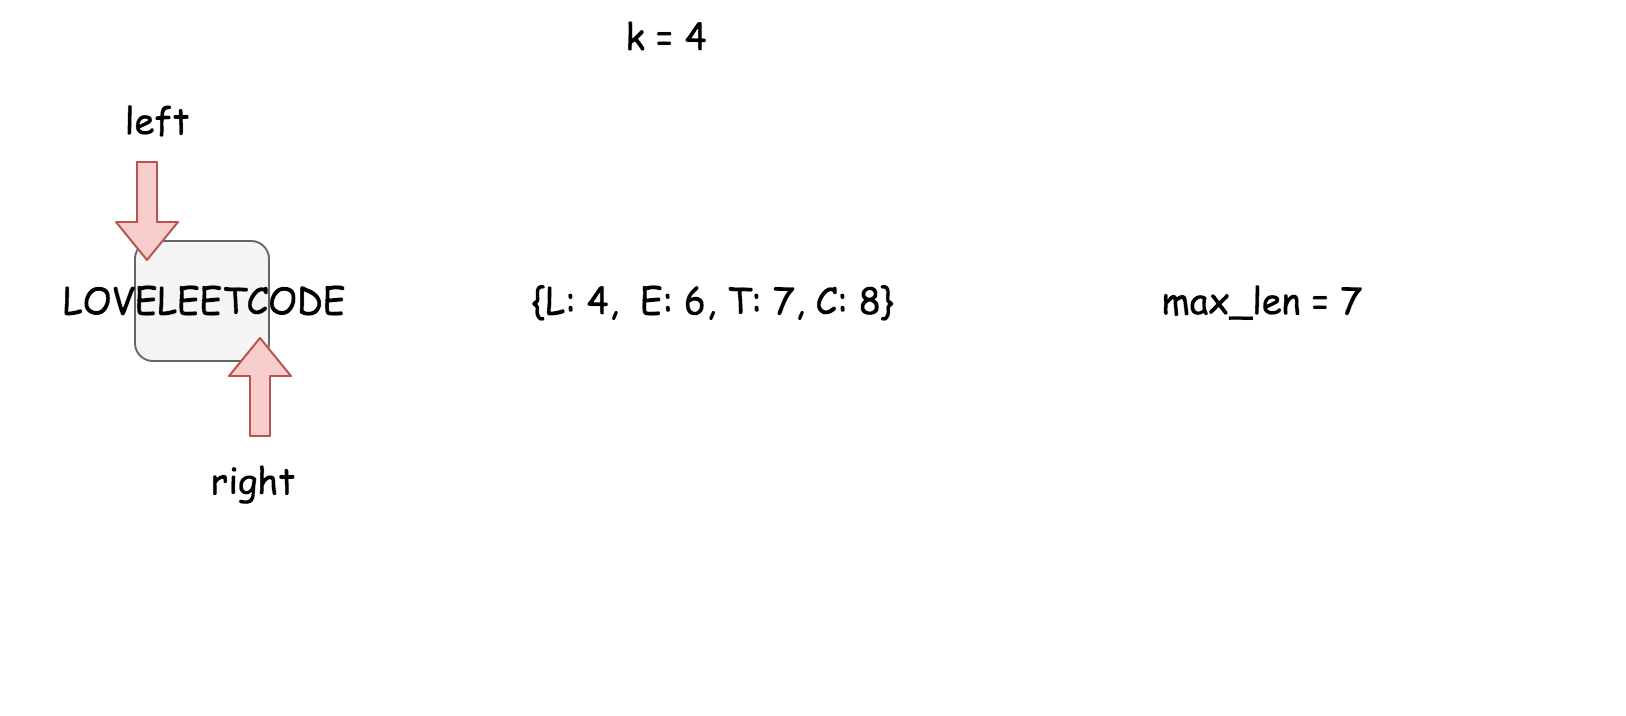 k = 4
left
LOVELEETCODE
{L: 4, E: 6, T: 7, C: 8}
max_len = 7
right